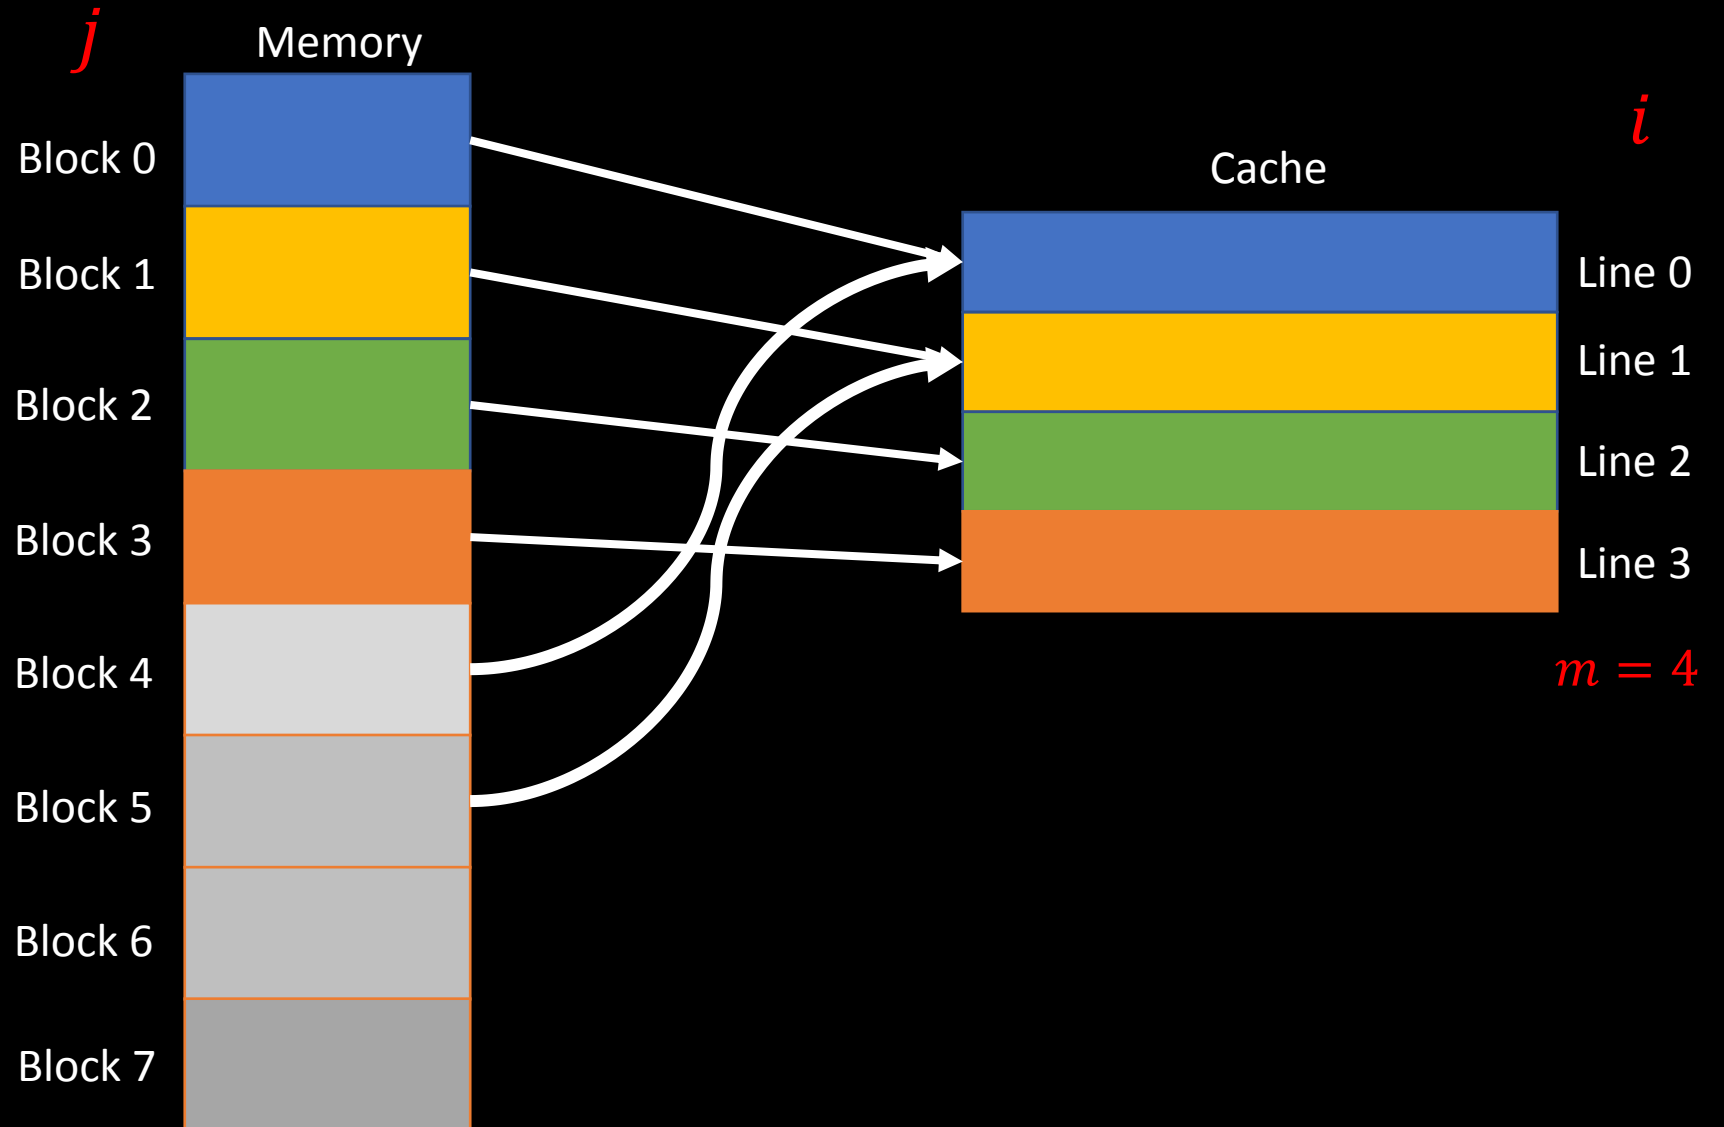 j
Memory
Block 0
Block 1
Block 2
Block 3
Block 4
Block 5
Block 6
Block 7
i
Cache
Line 0
Line 1
Line 2
Line 3
m = 4